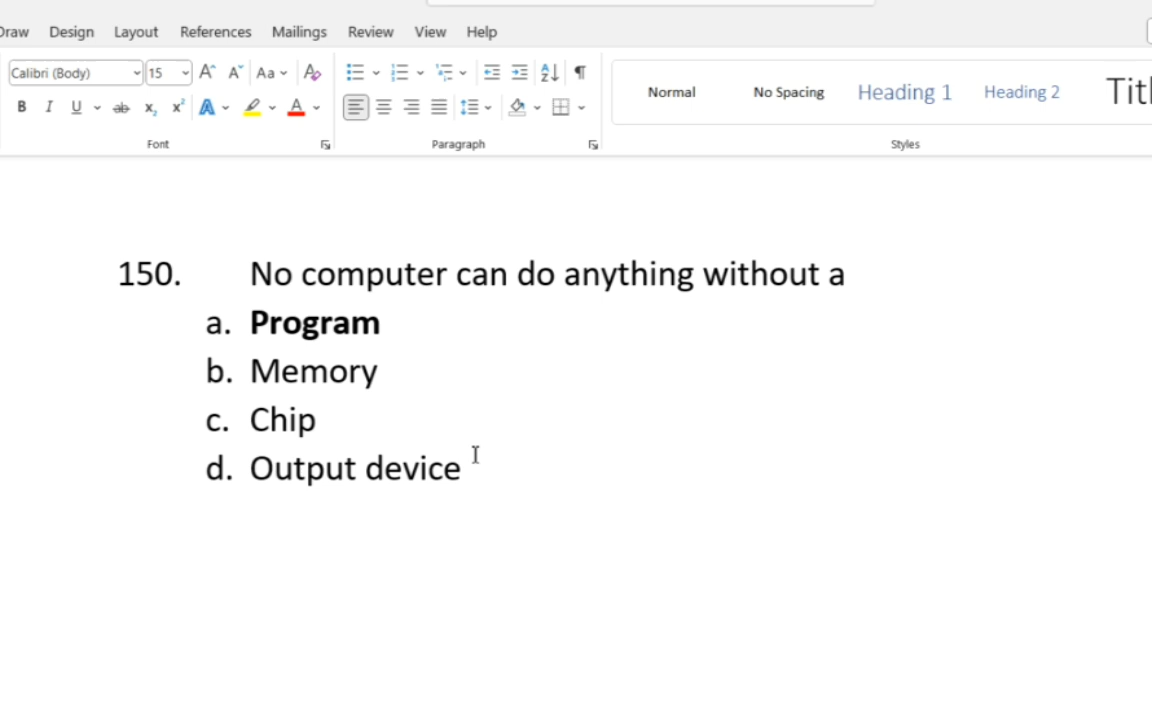 Draw Design Layout References Mailings Review View Help
Calibri (Body) 15 Aa Normal No Spacing Heading 1 Heading 2
Font Paragraph Styles
150. No computer can do anything without a
a. Program
b. Memory
c. Chip
d. Output device